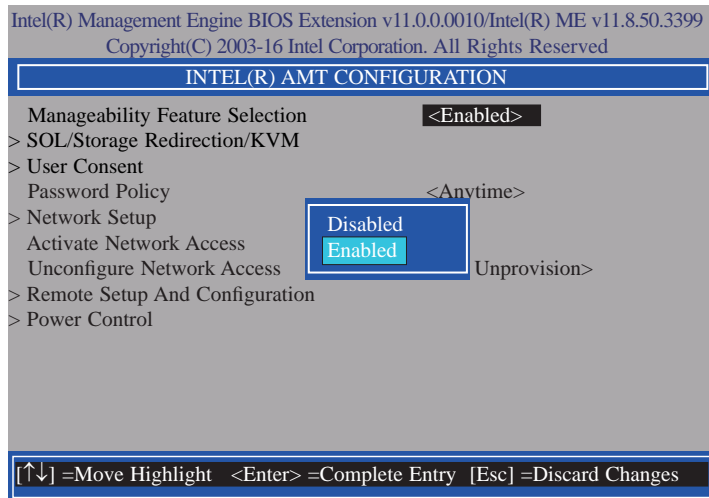 Intel(R) Management Engine BIOS Extension v11.0.0.0010/Intel(R) ME v11.8.50.3399
Copyright(C) 2003-16 Intel Corporation. All Rights Reserved
INTEL(R) AMT CONFIGURATION
Manageability Feature Selection <Enabled>
> SOL/Storage Redirection/KVM
> User Consent
Password Policy <Anytime>
> Network Setup
Disabled
Activate Network Access
Enabled
Unconfigure Network Access Unprovision>
> Remote Setup And Configuration
> Power Control
[↑↓] =Move Highlight <Enter> =Complete Entry [Esc] =Discard Changes